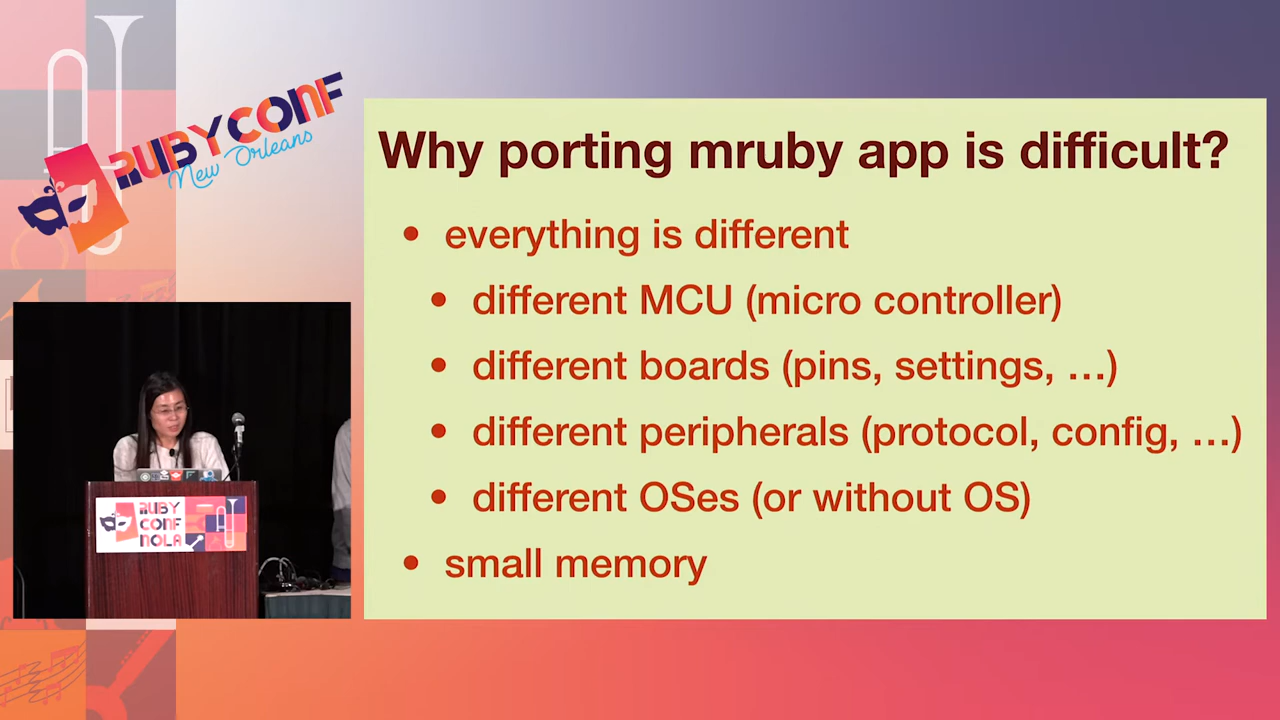 RUBYCONF
New Orleans
Why porting mruby app is difficult?
• everything is different
• different MCU (micro controller)
• different boards (pins, settings, …)
• different peripherals (protocol, config, …)
• different OSes (or without OS)
• small memory
RUBY
CONF
NOLA